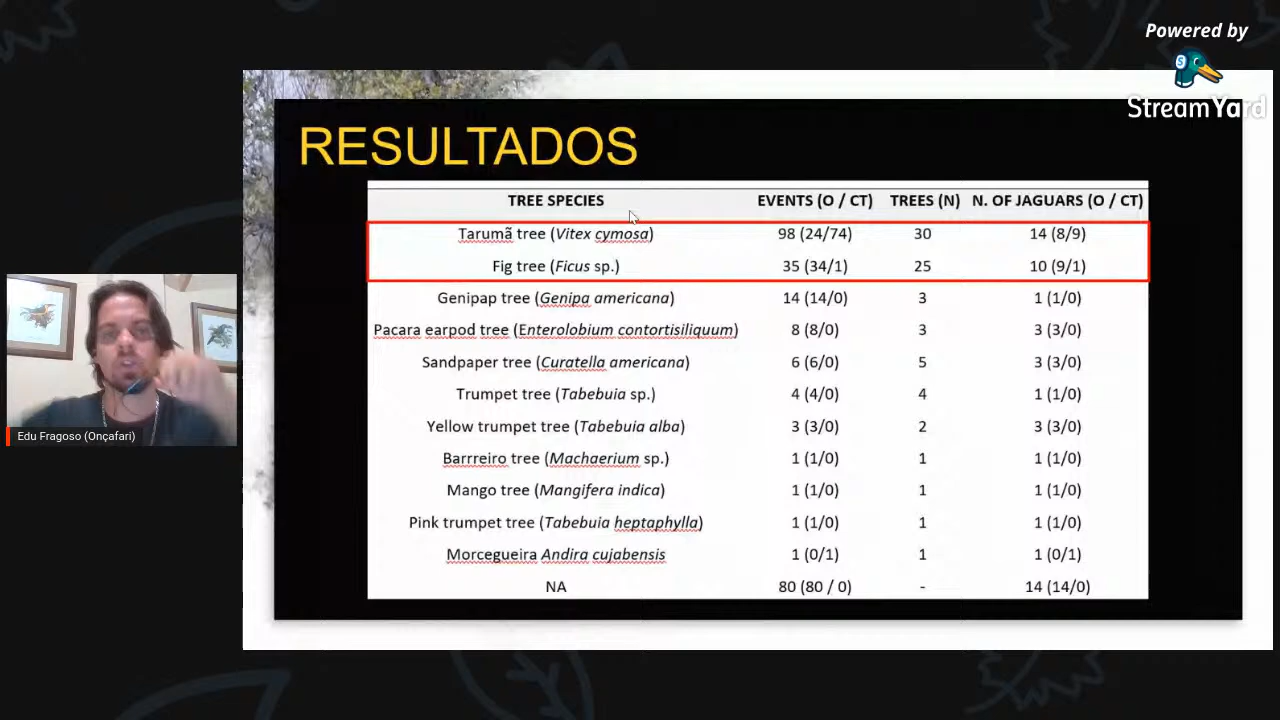 Powered by
StreamYard
RESULTADOS
TREE SPECIES EVENTS (O / CT) TREES (N) N. OF JAGUARS (O / CT)
Tarumã tree (Vitex cymosa) 98 (24/74) 30 14 (8/9)
Fig tree (Ficus sp.) 35 (34/1) 25 10 (9/1)
Genipap tree (Genipa americana) 14 (14/0) 3 1 (1/0)
Pacara earpod tree (Enterolobium contortisiliquum) 8 (8/0) 3 3 (3/0)
Sandpaper tree (Curatella americana) 6 (6/0) 5 3 (3/0)
Trumpet tree (Tabebuia sp.) 4 (4/0) 4 1 (1/0)
Yellow trumpet tree (Tabebuia alba) 3 (3/0) 2 3 (3/0)
Barrreiro tree (Machaerium sp.) 1 (1/0) 1 1 (1/0)
Mango tree (Mangifera indica) 1 (1/0) 1 1 (1/0)
Pink trumpet tree (Tabebuia heptaphylla) 1 (1/0) 1 1 (1/0)
Morcegueira Andira cujabensis 1 (0/1) 1 1 (0/1)
NA 80 (80 / 0) - 14 (14/0)
Edu Fragoso (Onçafari)